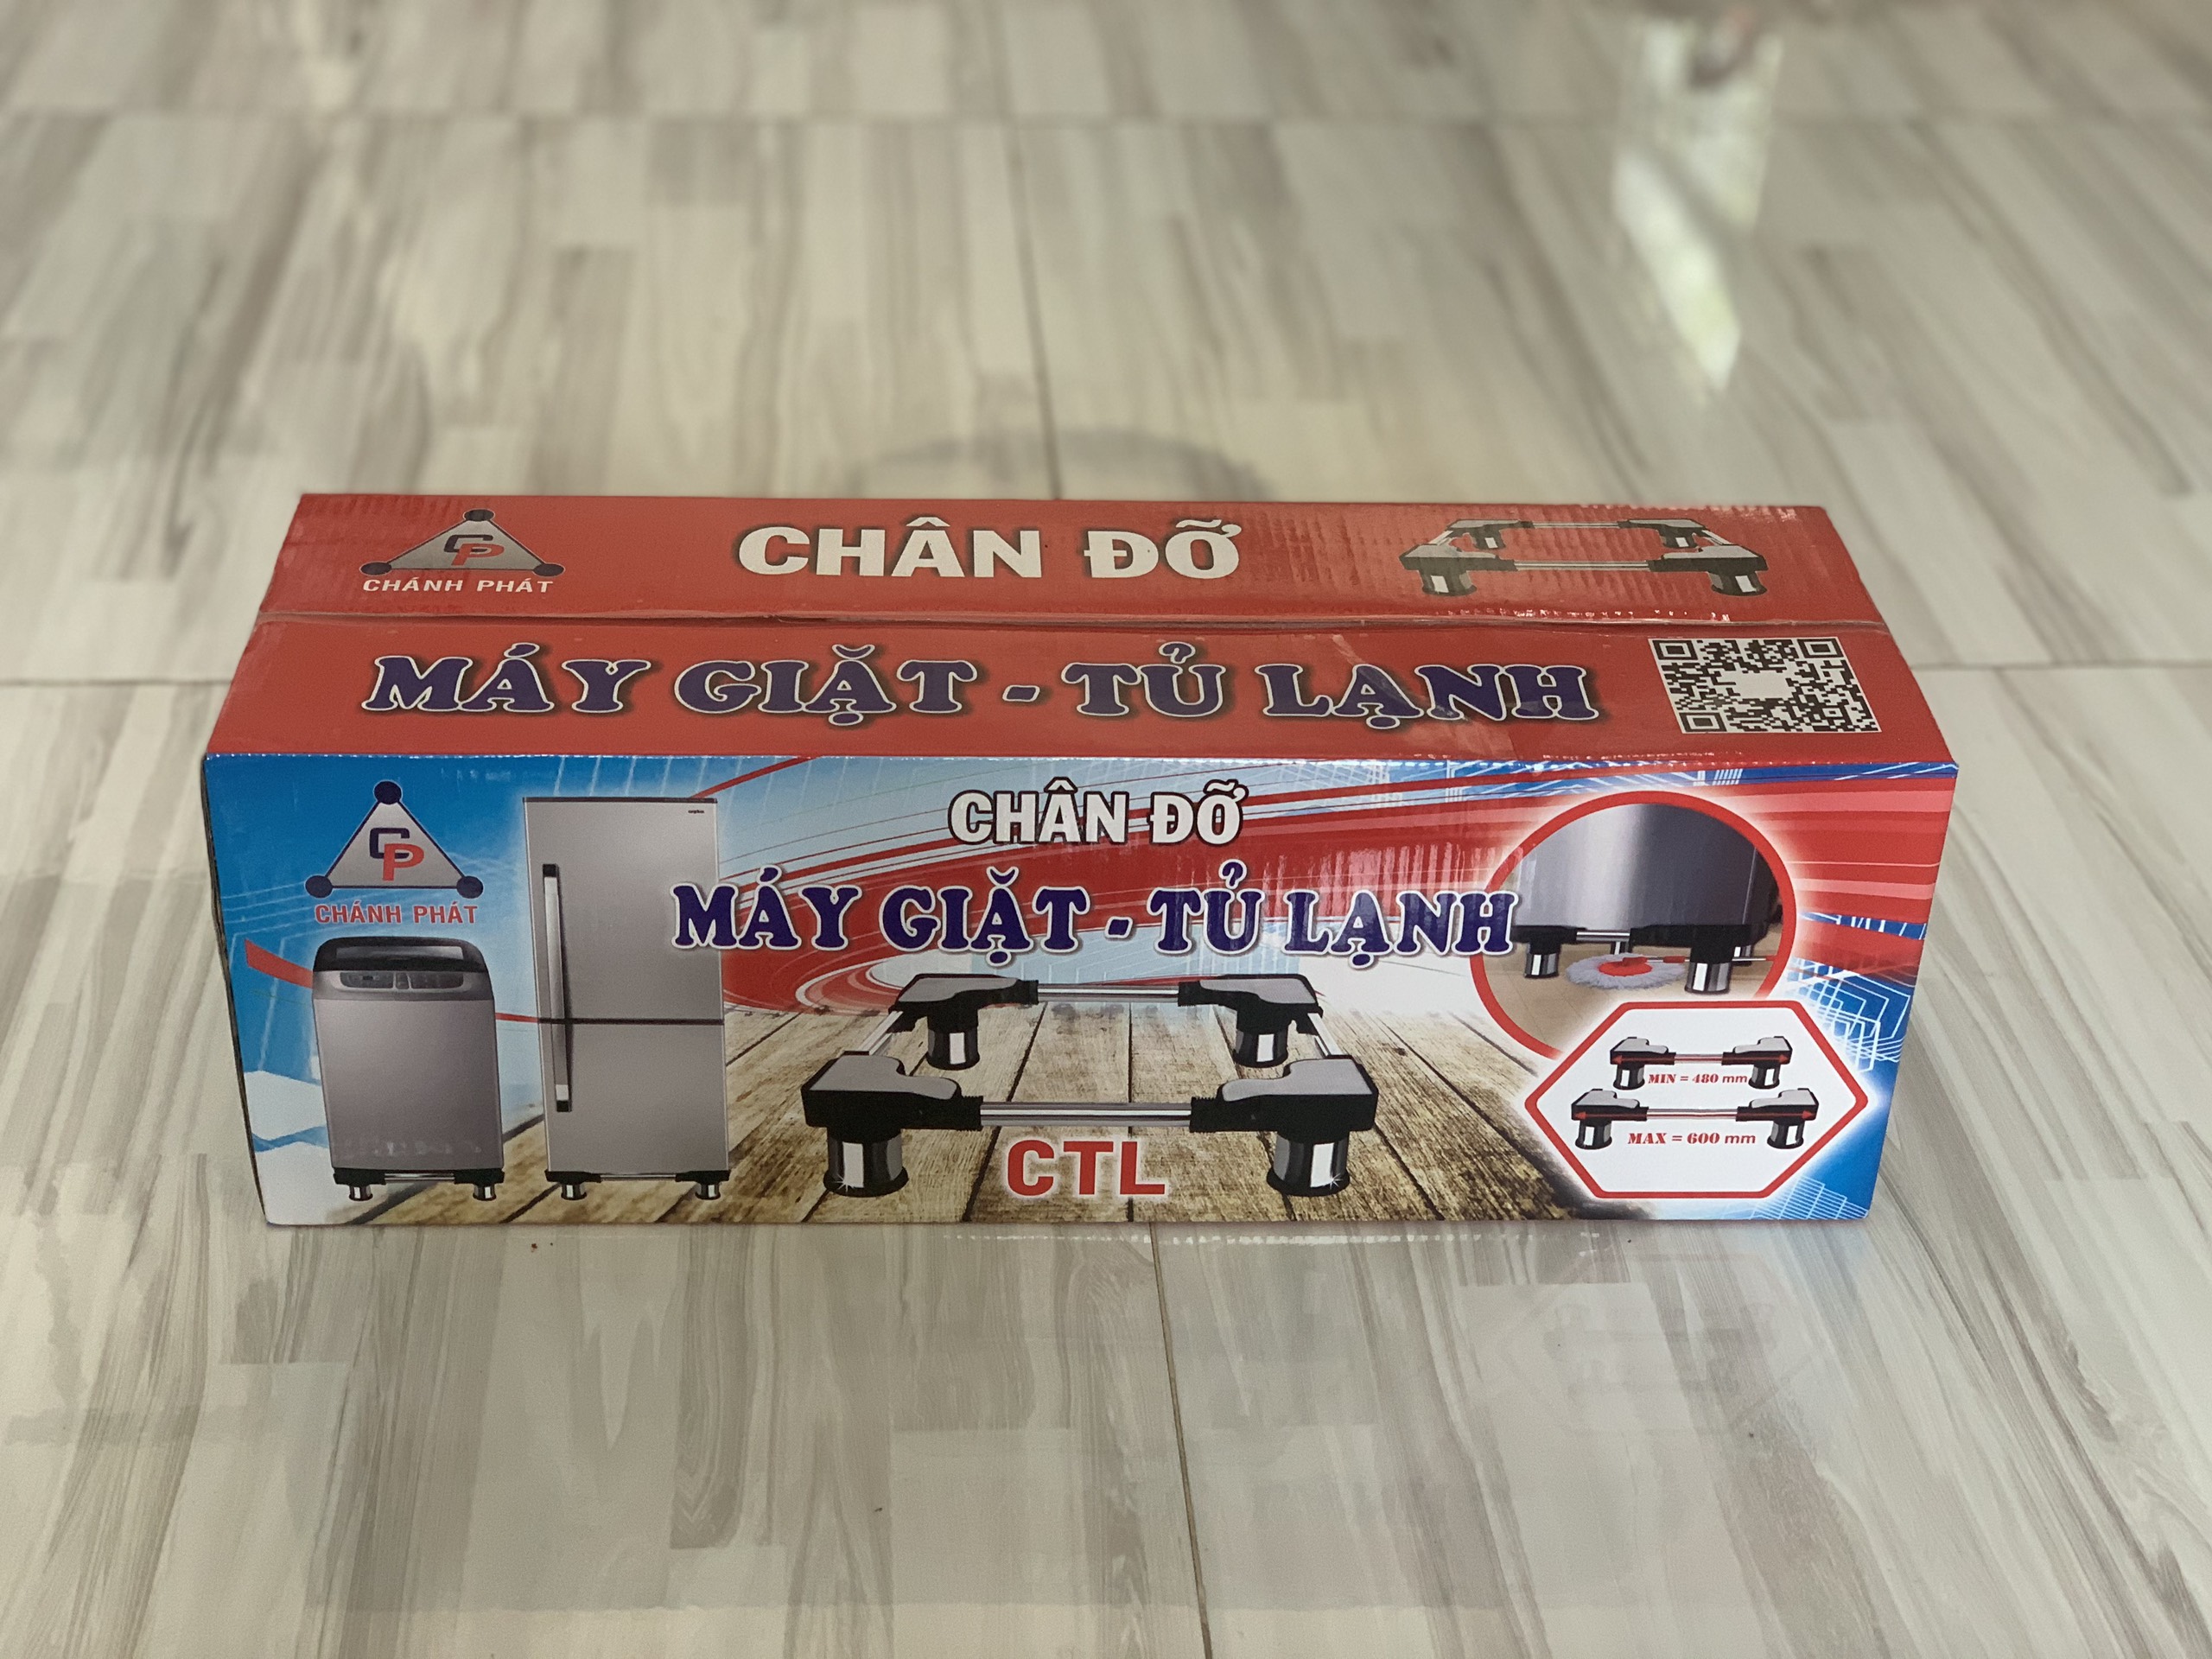 CP
CHÁNH PHÁT
CHÂN ĐỠ
MÁY GIẶT - TỦ LẠNH
CP
CHÁNH PHÁT
CHÂN ĐỠ
MÁY GIẶT - TỦ LẠNH
CTL
MIN = 480 mm
MAX = 600 mm